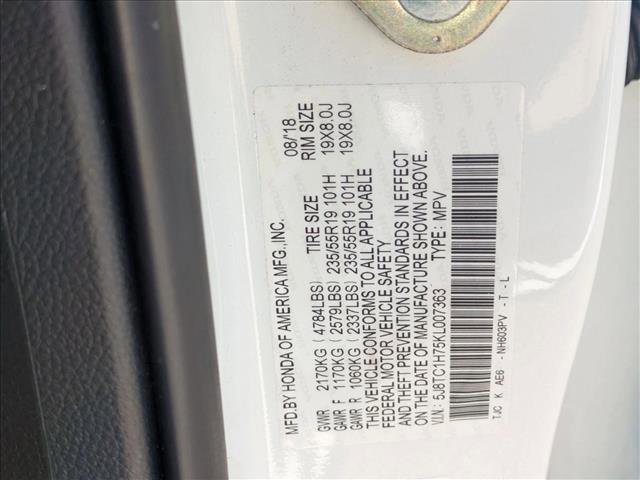 MFD.BY HONDA OF AMERICA MFG.,INC. 08/'18
TIRE SIZE RIM SIZE
GVWR 2170KG (4784LBS)
GAWR F 1170KG (2579LBS) 235/55R19 101H 19X8.0J
GAWR R 1060KG (2337LBS) 235/55R19 101H 19X8.0J
THIS VEHICLE CONFORMS TO ALL APPLICABLE
FEDERAL MOTOR VEHICLE SAFETY
AND THEFT PREVENTION STANDARDS IN EFFECT
ON THE DATE OF MANUFACTURE SHOWN ABOVE.
V.I.N.: 5J8TC1H75KL007363 TYPE: MPV
TJC K AE6 - NH603PV - T - L